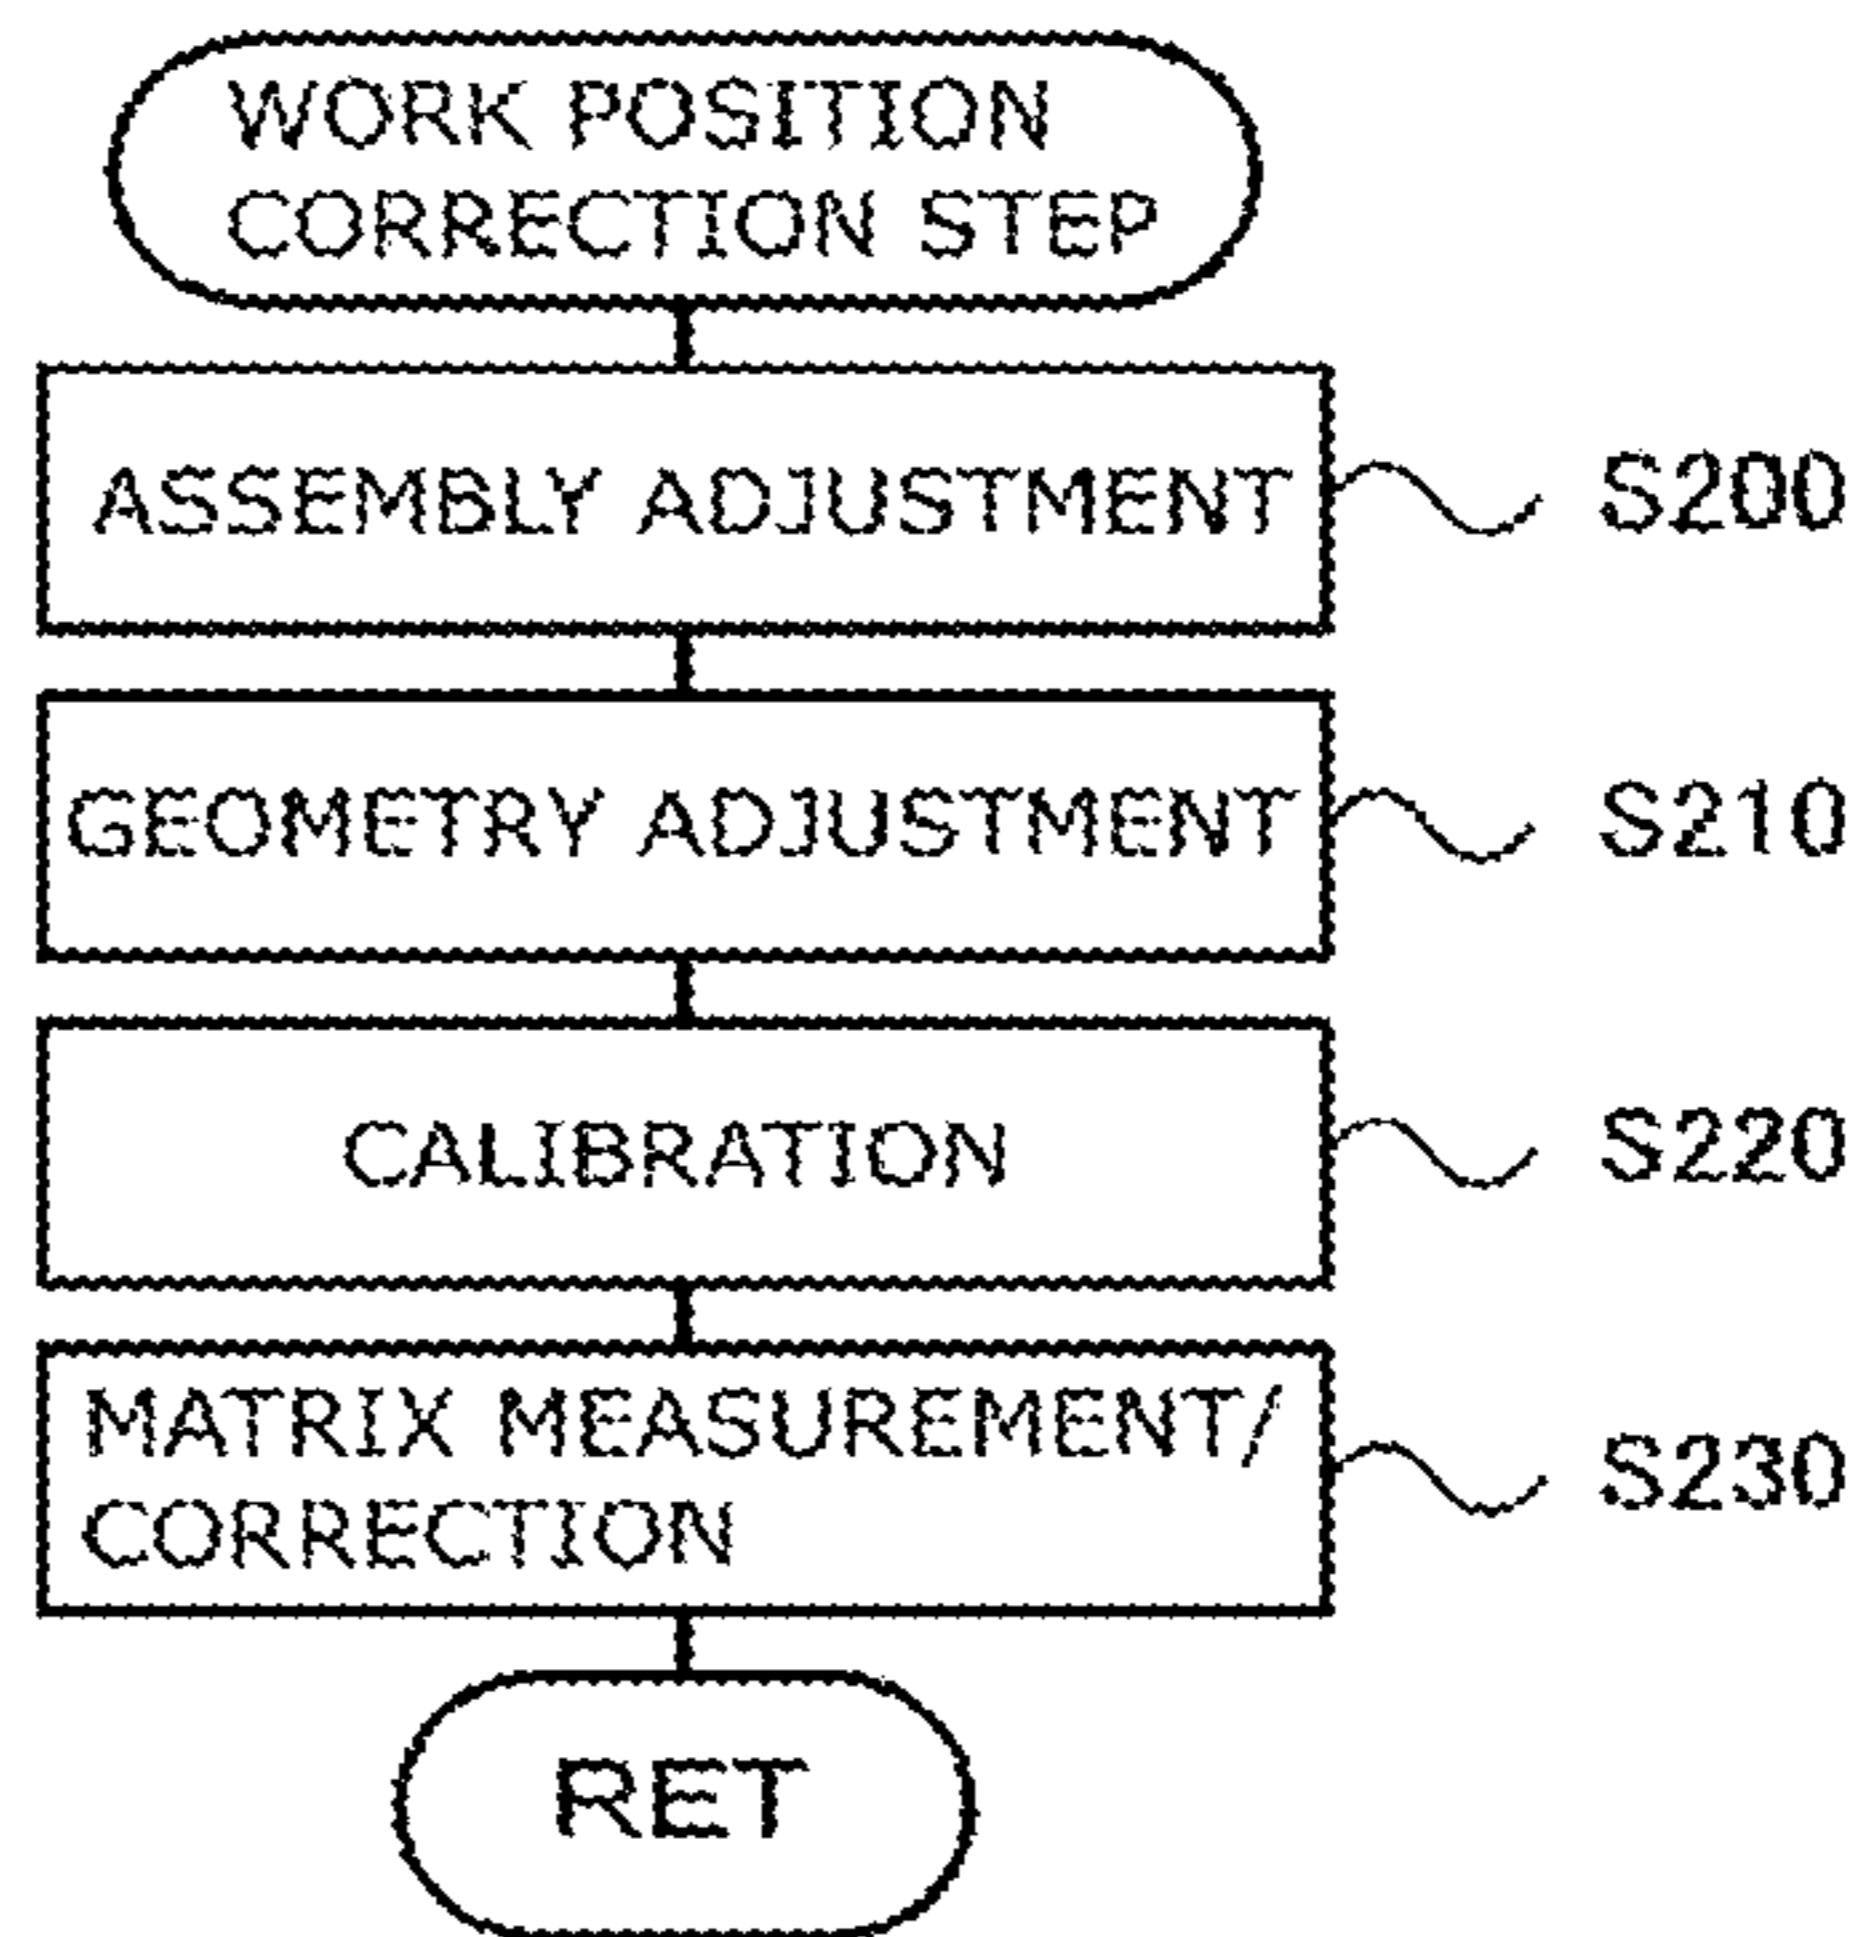 WORK POSITION
CORRECTION STEP
ASSEMBLY ADJUSTMENT
S200
GEOMETRY ADJUSTMENT
S210
CALIBRATION
S220
MATRIX MEASUREMENT/
CORRECTION
S230
RET